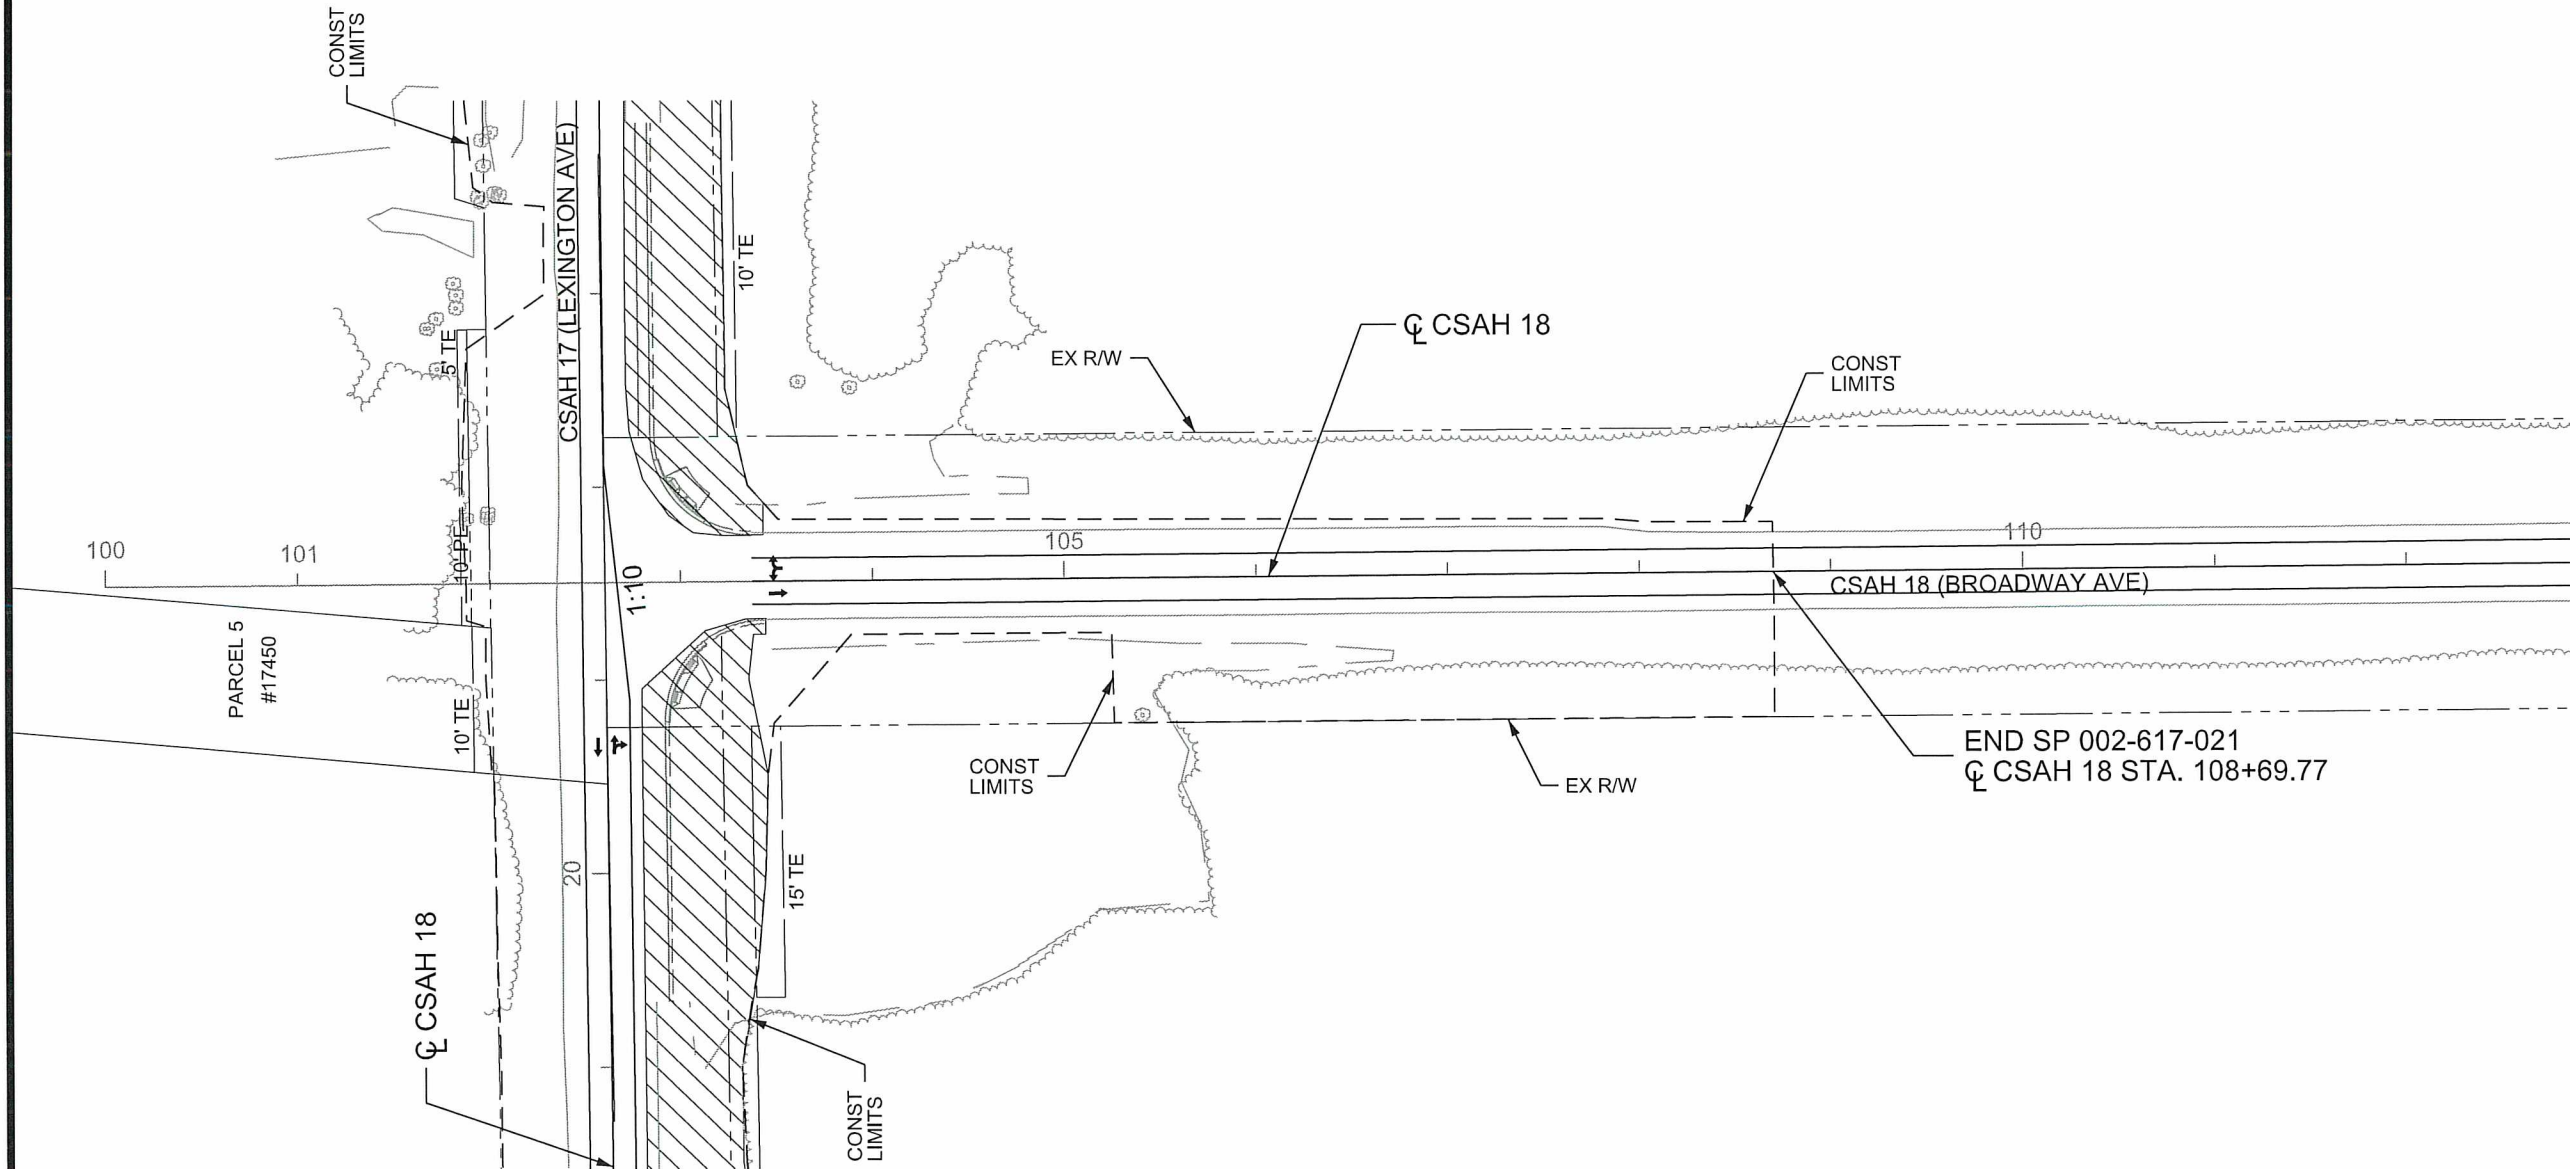 CONST
LIMITS
CSAH 17 (LEXINGTON AVE)
10' TE
5' TE
℄ CSAH 18
EX R/W
CONST
LIMITS
100
101
105
110
10' PE
1:10
CSAH 18 (BROADWAY AVE)
PARCEL 5
#17450
10' TE
CONST
LIMITS
EX R/W
END SP 002-617-021
℄ CSAH 18 STA. 108+69.77
20
15' TE
℄ CSAH 18
CONST
LIMITS